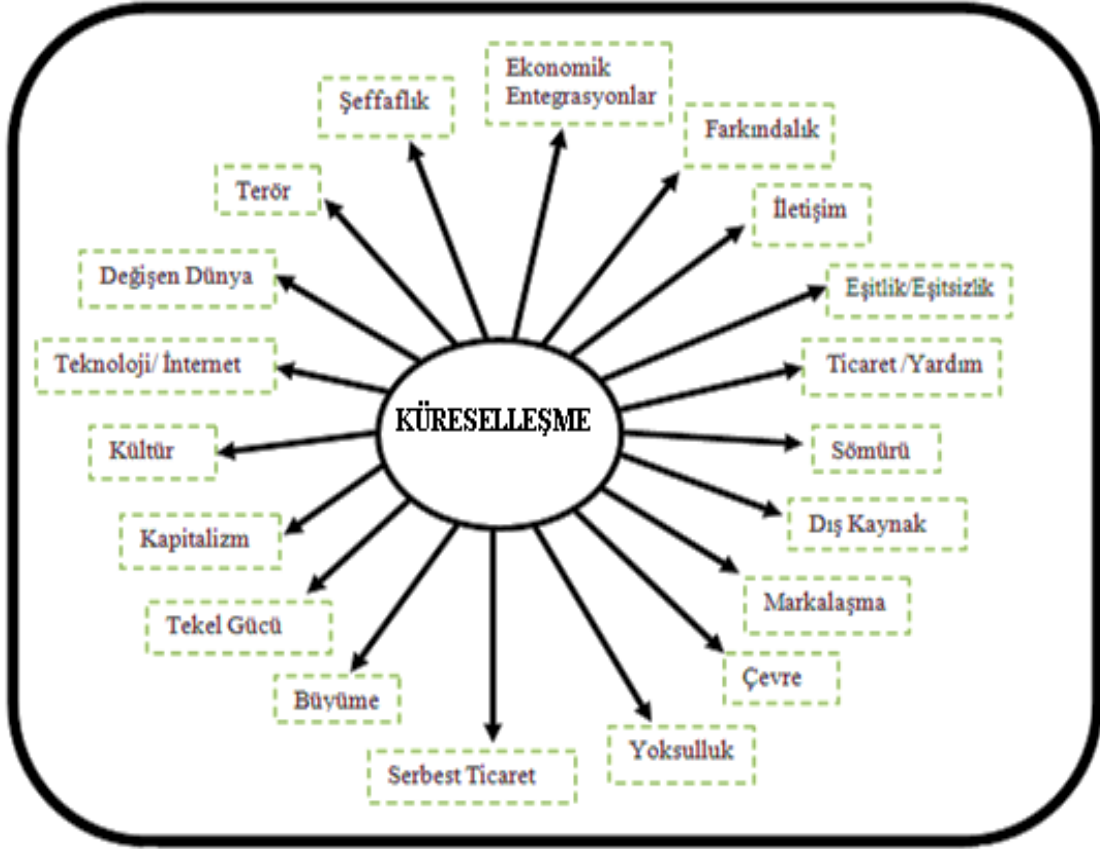 Ekonomik
Entegrasyonlar
Şeffaflık
Farkındalık
Terör
İletişim
Değişen Dünya
Eşitlik/Eşitsizlik
Teknoloji/ İnternet
Ticaret /Yardım
KÜRESELLEŞME
Kültür
Sömürü
Kapitalizm
Dış Kaynak
Markalaşma
Tekel Gücü
Çevre
Büyüme
Yoksulluk
Serbest Ticaret